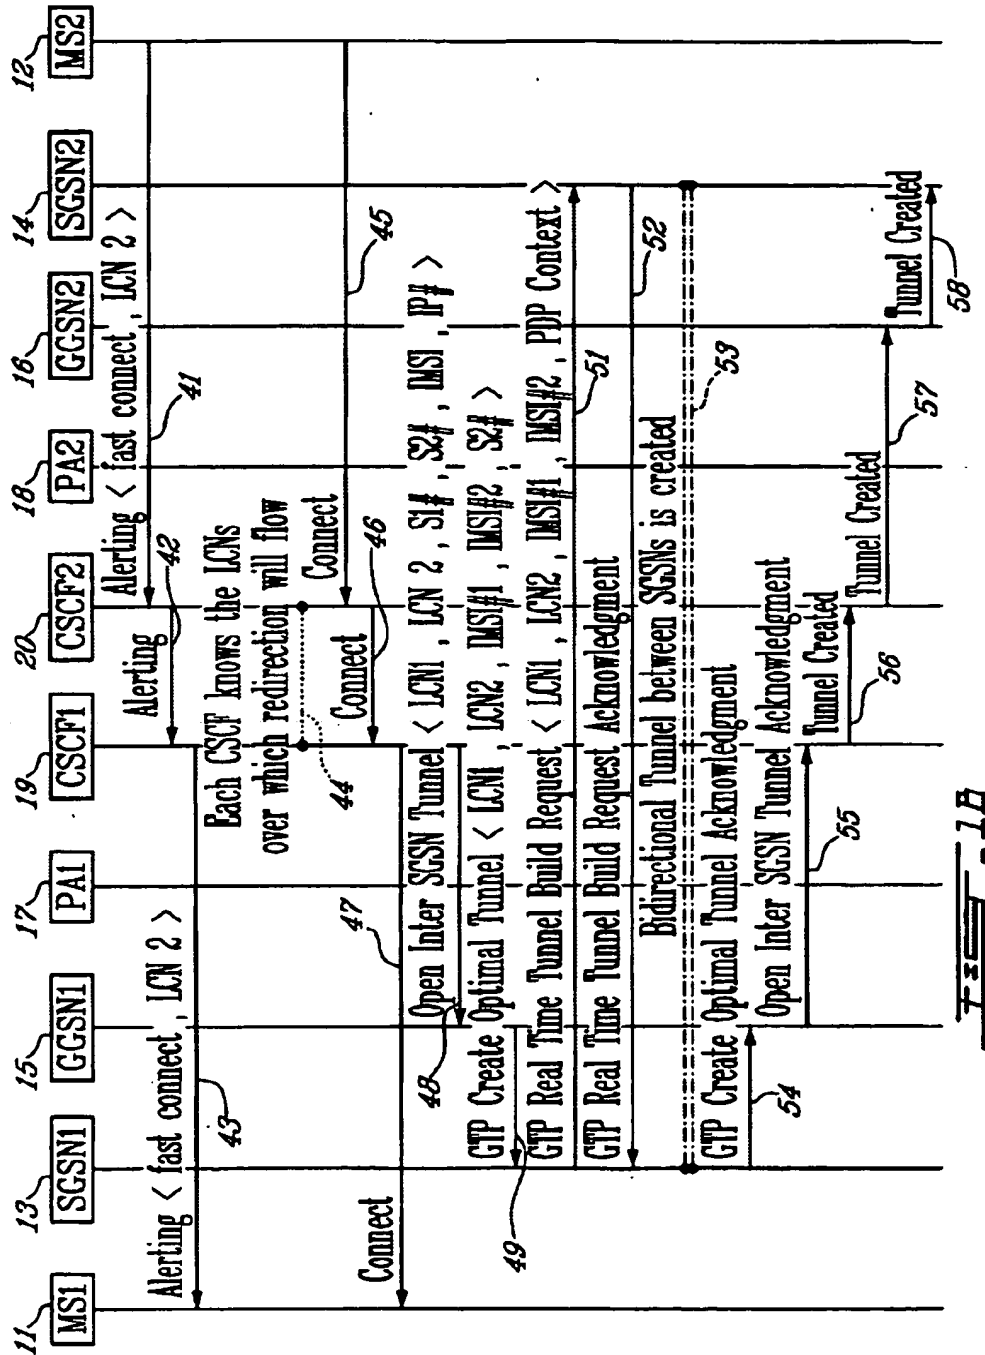 11 13 15 17 19 20 18 16 14 12
MS1 SGSN1 GGSN1 PA1 CSCF1 CSCF2 PA2 GGSN2 SGSN2 MS2
Alerting < fast connect , LCN 2 >
41
Alerting
42
Alerting < fast connect , LCN 2 >
43
Each CSCF knows the LCNs
over which redirection will flow
44
Connect
45
Connect
46
Connect
47
Open Inter SGSN Tunnel < LCN1 , LCN 2 , S1# , S2# , IMSI , IP# >
48
GTP Create Optimal Tunnel < LCN1 , LCN2 , IMSI#1 , IMSI#2 , S2# >
49
GTP Real Time Tunnel Build Request < LCN1 , LCN2 , IMSI#1 , IMSI#2 , PDP Context >
51
GTP Real Time Tunnel Build Request Acknowledgment
52
Bidirectional Tunnel between SGSNs is created
53
GTP Create Optimal Tunnel Acknowledgment
54
Open Inter SGSN Tunnel Acknowledgment
55
Tunnel Created
56
Tunnel Created
57
Tunnel Created
58